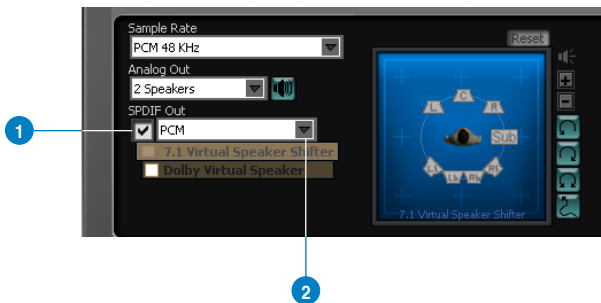 Sample Rate
PCM 48 KHz
Analog Out
2 Speakers
SPDIF Out
PCM
7.1 Virtual Speaker Shifter
Dolby Virtual Speaker
Reset
C
L
R
Sub
Ls
Lb
Rb
Rs
7.1 Virtual Speaker Shifter
1
2